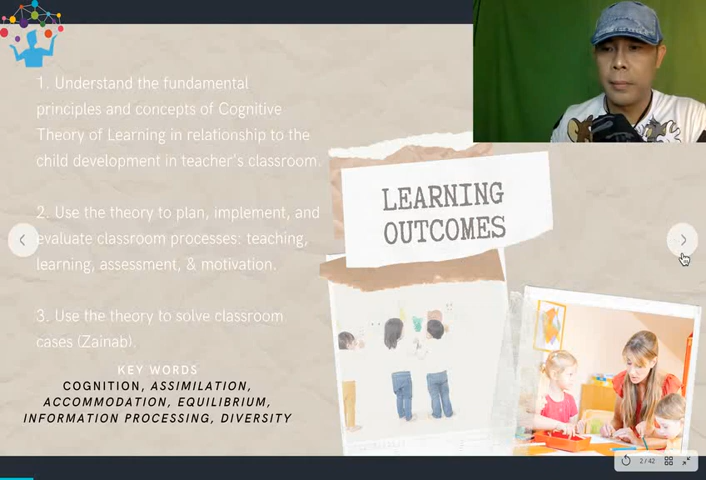 1. Understand the fundamental
principles and concepts of Cognitive
Theory of Learning in relationship to the
child development in teacher's classroom.
2. Use the theory to plan, implement, and
evaluate classroom processes: teaching,
learning, assessment, & motivation.
3. Use the theory to solve classroom
cases (Zainab).
KEY WORDS
COGNITION, ASSIMILATION,
ACCOMMODATION, EQUILIBRIUM,
INFORMATION PROCESSING, DIVERSITY
LEARNING
OUTCOMES
2 / 42